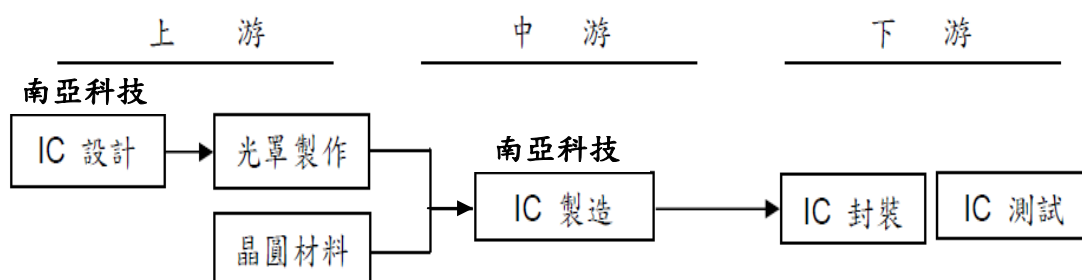 上 游 中 游 下 游
南亞科技
IC 設計
光罩製作
晶圓材料
南亞科技
IC 製造
IC 封裝
IC 測試